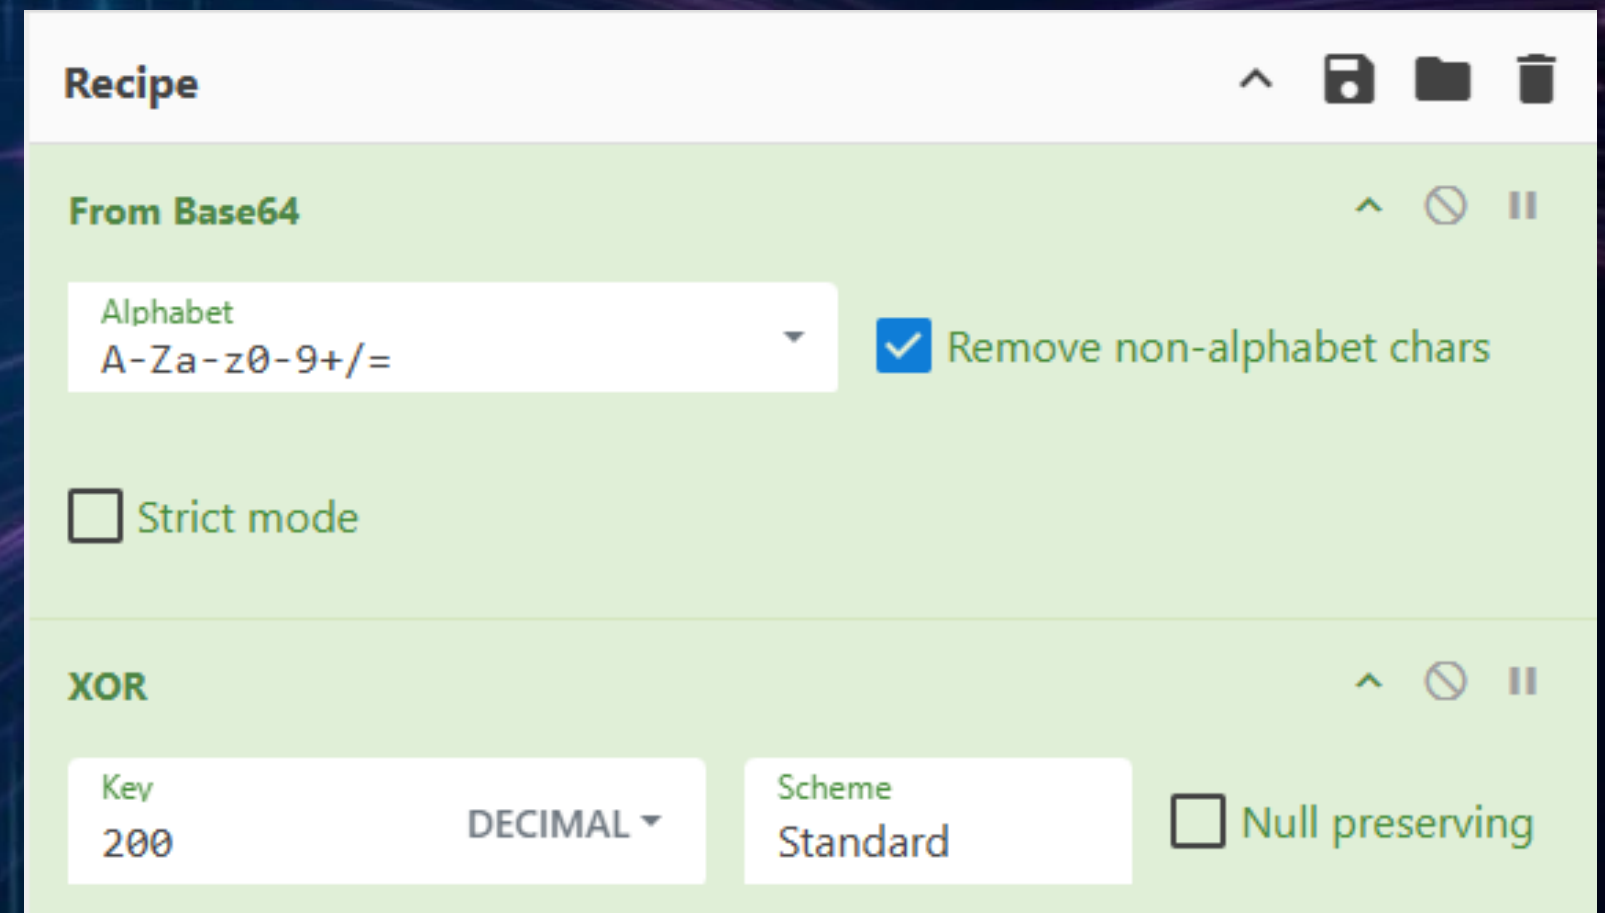 Recipe
From Base64
Alphabet
A-Za-z0-9+/=
Remove non-alphabet chars
Strict mode
XOR
Key
200
DECIMAL
Scheme
Standard
Null preserving